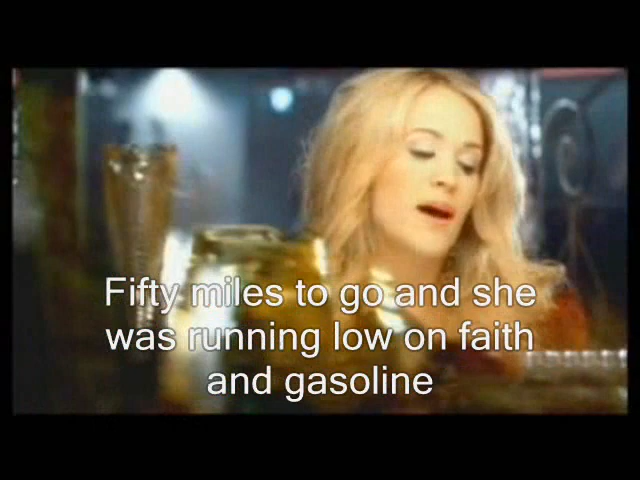 Fifty miles to go and she
was running low on faith
and gasoline